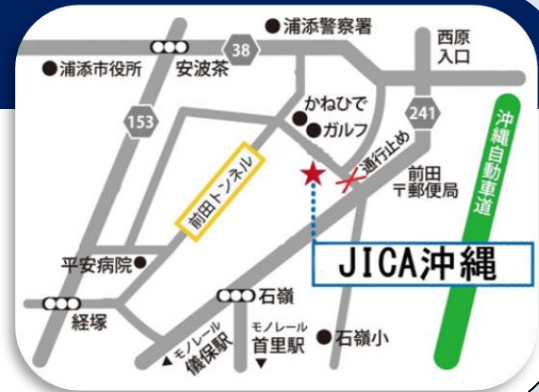 浦添警察署
38
西原
入口
浦添市役所
安波茶
かねひで
ガルフ
153
241
沖縄自動車道
通行止め
前田
〒郵便局
前田トンネル
JICA沖縄
平安病院
石嶺
経塚
モノレール
儀保駅
モノレール
首里駅
石嶺小